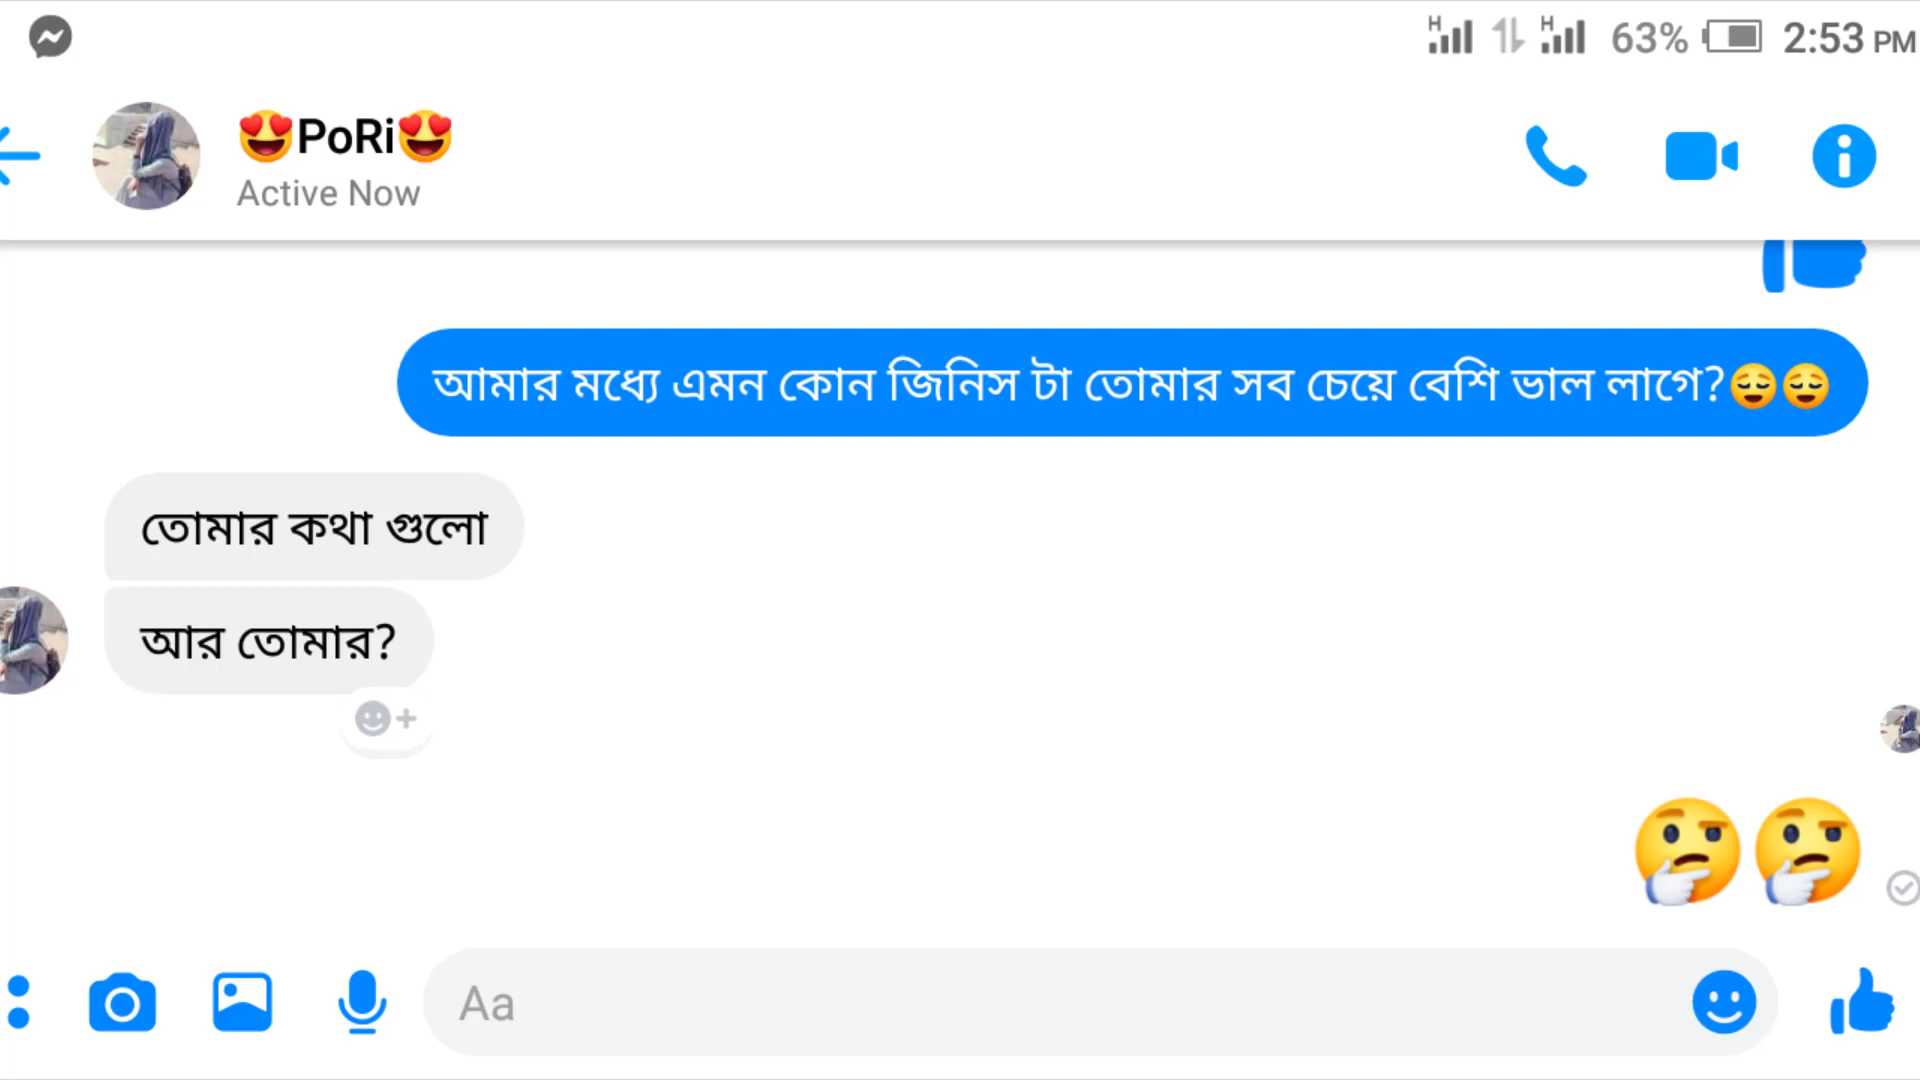 H H 63% 2:53 PM
😍PoRi😍
Active Now
আমার মধ্যে এমন কোন জিনিস টা তোমার সব চেয়ে বেশি ভাল লাগে?😌😌
তোমার কথা গুলো
আর তোমার?
🤔🤔
Aa